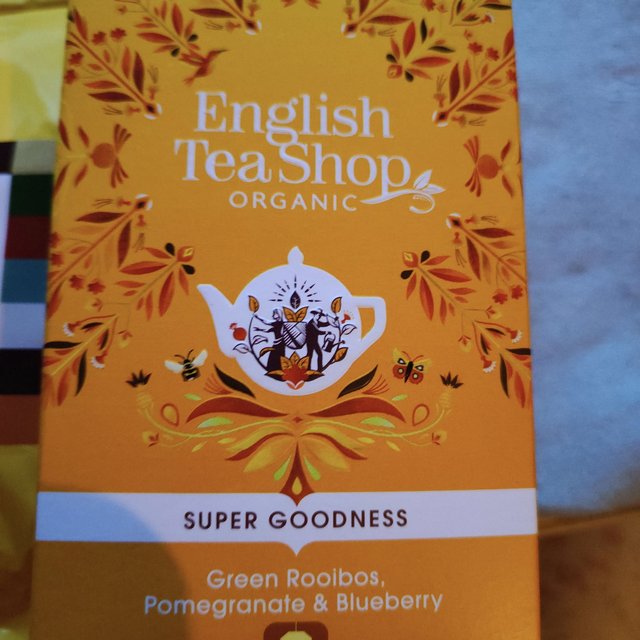 English
Tea Shop
ORGANIC
SUPER GOODNESS
Green Rooibos,
Pomegranate & Blueberry